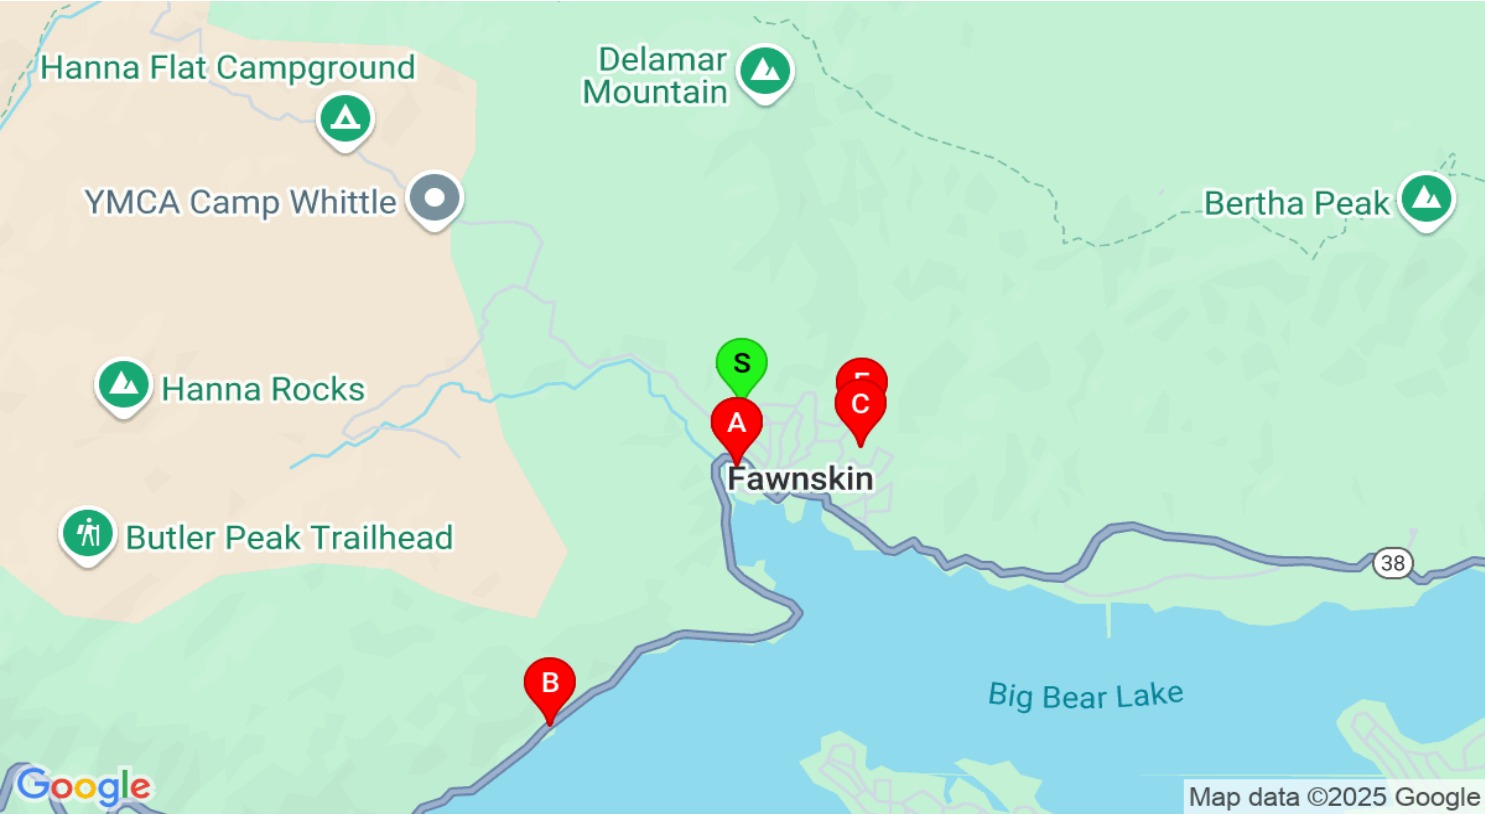 Hanna Flat Campground
Delamar
Mountain
YMCA Camp Whittle
Bertha Peak
S
Hanna Rocks
C
A
Fawnskin
Butler Peak Trailhead
38
B
Big Bear Lake
Google
Map data ©2025 Google